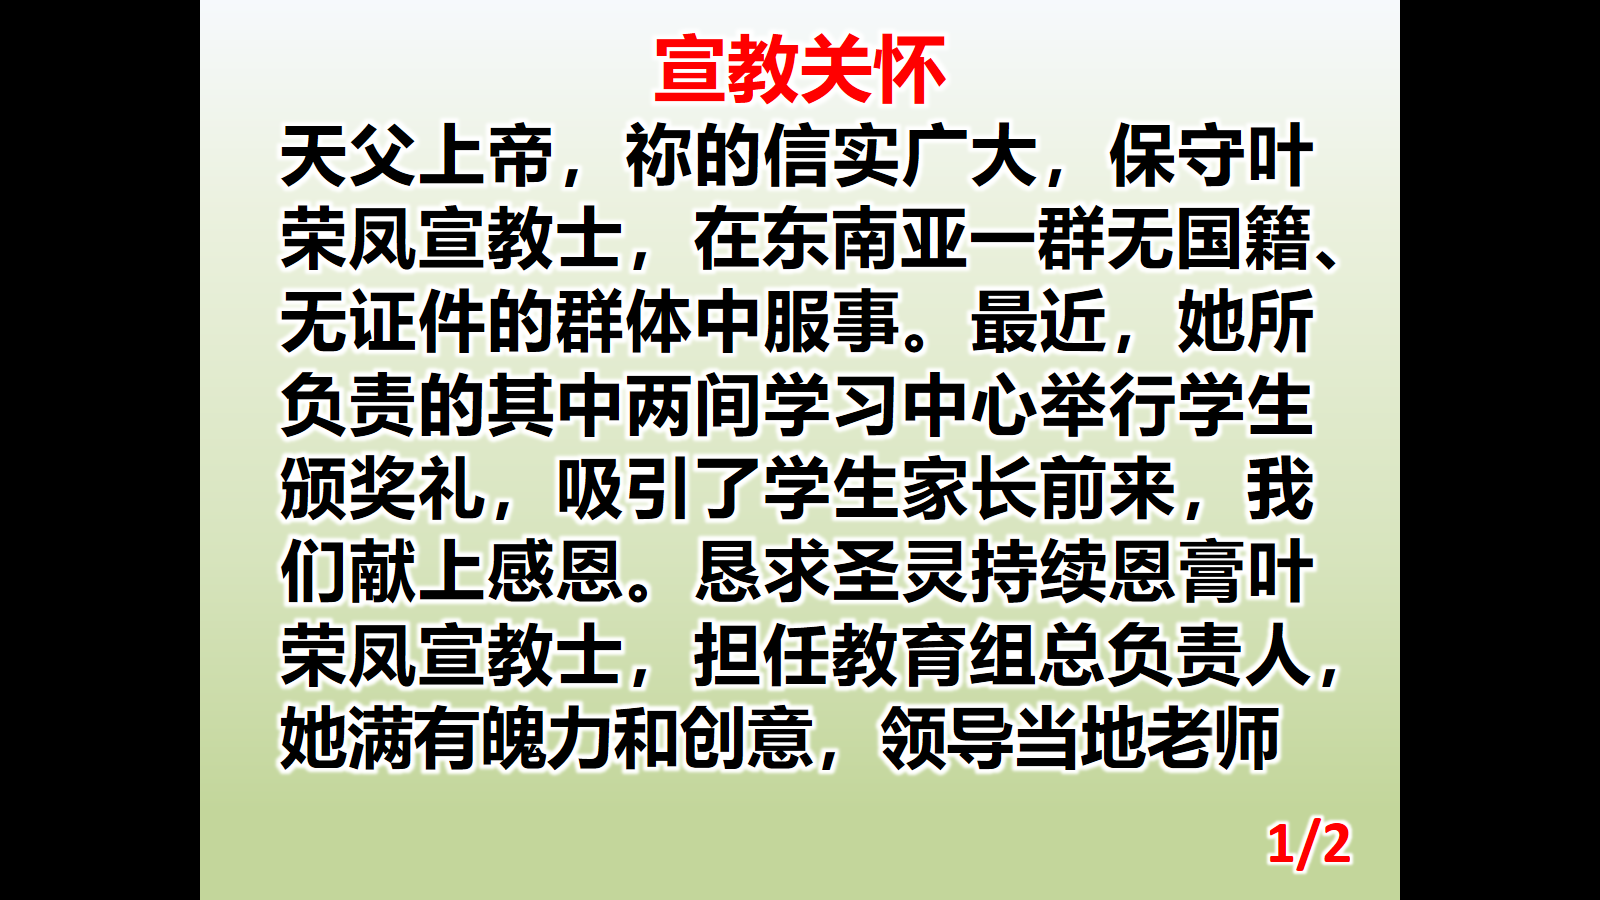 宣教关怀
天父上帝，祢的信实广大，保守叶
荣凤宣教士，在东南亚一群无国籍、
无证件的群体中服事。最近，她所
负责的其中两间学习中心举行学生
颁奖礼，吸引了学生家长前来，我
们献上感恩。恳求圣灵持续恩膏叶
荣凤宣教士，担任教育组总负责人，
她满有魄力和创意，领导当地老师
1/2